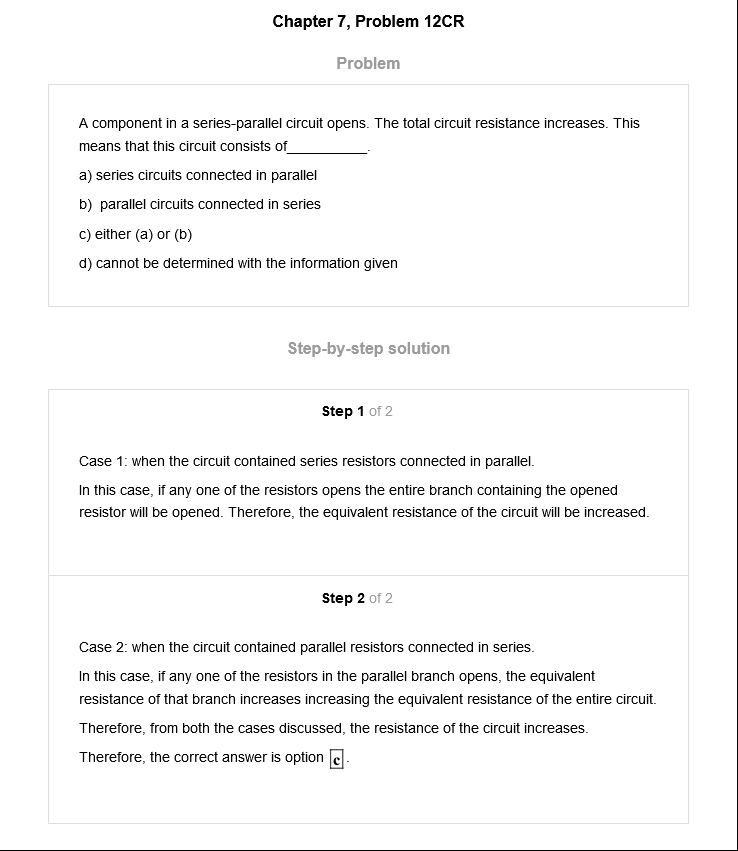 Chapter 7, Problem 12CR
Problem
A component in a series-parallel circuit opens. The total circuit resistance increases. This
means that this circuit consists of__________.
a) series circuits connected in parallel
b) parallel circuits connected in series
c) either (a) or (b)
d) cannot be determined with the information given
Step-by-step solution
Step 1 of 2
Case 1: when the circuit contained series resistors connected in parallel.
In this case, if any one of the resistors opens the entire branch containing the opened
resistor will be opened. Therefore, the equivalent resistance of the circuit will be increased.
Step 2 of 2
Case 2: when the circuit contained parallel resistors connected in series.
In this case, if any one of the resistors in the parallel branch opens, the equivalent
resistance of that branch increases increasing the equivalent resistance of the entire circuit.
Therefore, from both the cases discussed, the resistance of the circuit increases.
Therefore, the correct answer is option c.